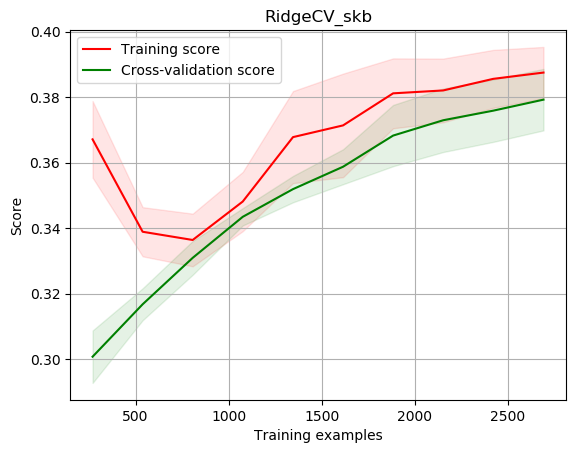 RidgeCV_skb
Training score
Cross-validation score
0.40
0.38
0.36
0.34
0.32
0.30
Score
500
1000
1500
2000
2500
Training examples